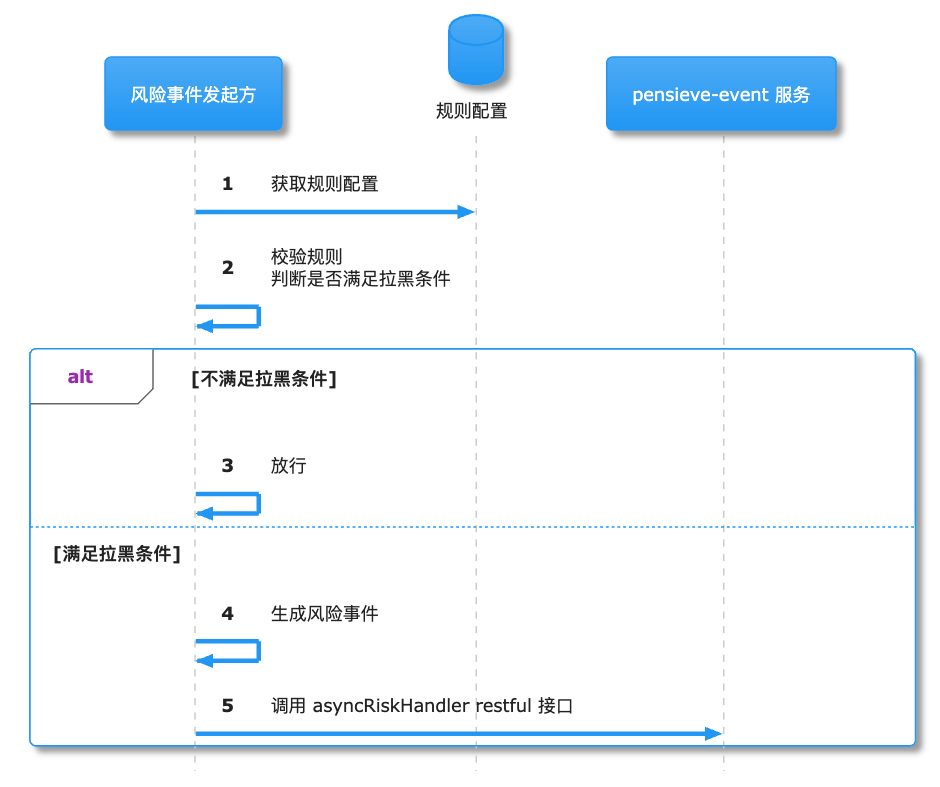 风险事件发起方
规则配置
pensieve-event 服务
1 获取规则配置
2 校验规则
判断是否满足拉黑条件
alt [不满足拉黑条件]
3 放行
[满足拉黑条件]
4 生成风险事件
5 调用 asyncRiskHandler restful 接口